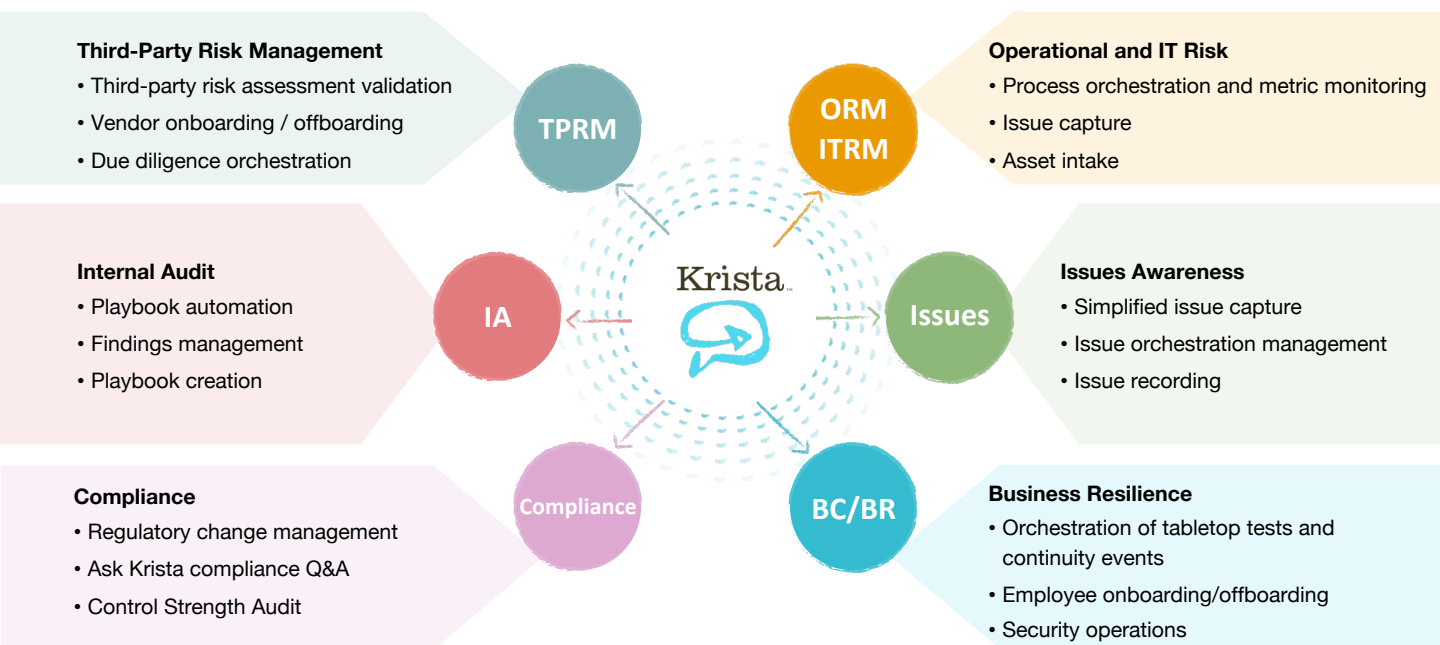 Third-Party Risk Management
• Third-party risk assessment validation
• Vendor onboarding / offboarding
• Due diligence orchestration
TPRM
ORM
ITRM
Operational and IT Risk
• Process orchestration and metric monitoring
• Issue capture
• Asset intake
Internal Audit
• Playbook automation
• Findings management
• Playbook creation
IA
Krista™
Issues
Issues Awareness
• Simplified issue capture
• Issue orchestration management
• Issue recording
Compliance
• Regulatory change management
• Ask Krista compliance Q&A
• Control Strength Audit
Compliance
BC/BR
Business Resilience
• Orchestration of tabletop tests and
continuity events
• Employee onboarding/offboarding
• Security operations